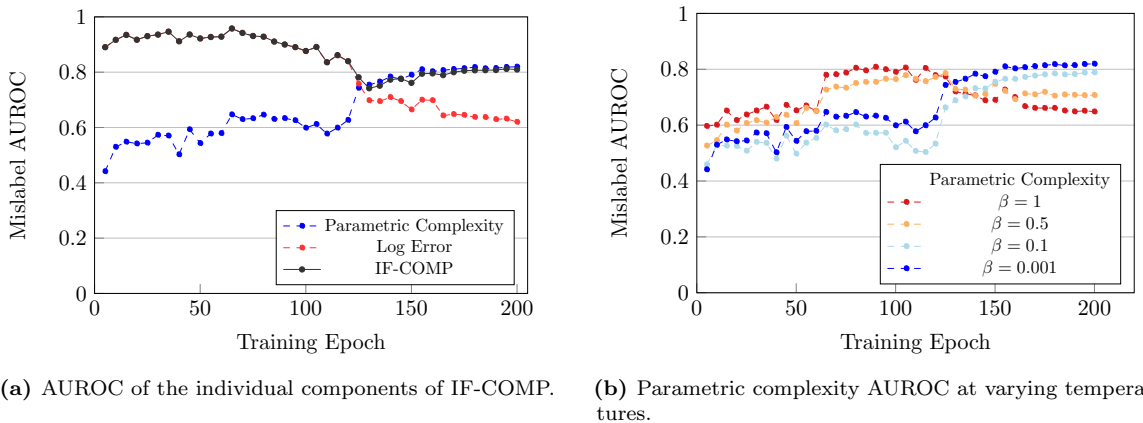 1
0.8
0.6
0.4
0.2
0
0
50
100
150
200
Mislabel AUROC
Training Epoch
Parametric Complexity
Log Error
IF-COMP
(a) AUROC of the individual components of IF-COMP.
1
0.8
0.6
0.4
0.2
0
0
50
100
150
200
Mislabel AUROC
Training Epoch
Parametric Complexity
β = 1
β = 0.5
β = 0.1
β = 0.001
(b) Parametric complexity AUROC at varying tempera-
tures.